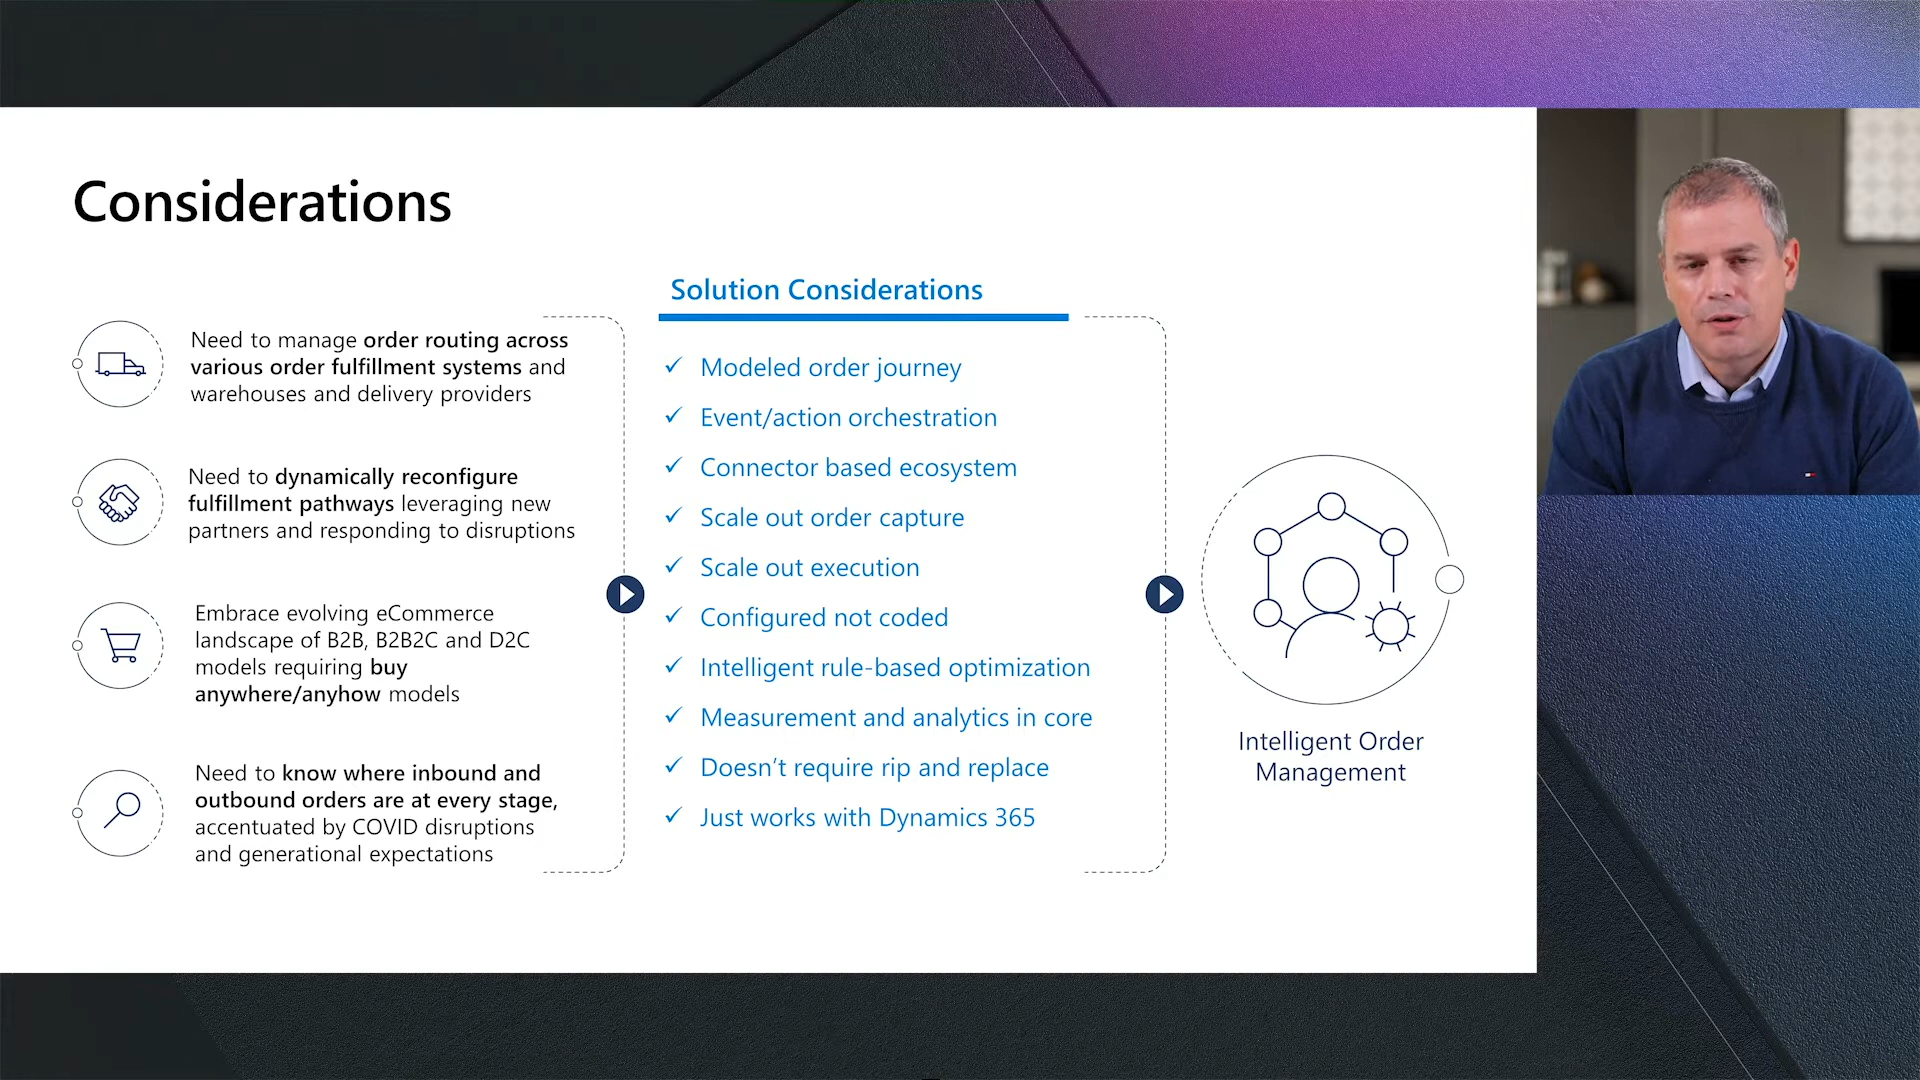 Considerations
Need to manage order routing across
various order fulfillment systems and
warehouses and delivery providers
Need to dynamically reconfigure
fulfillment pathways leveraging new
partners and responding to disruptions
Embrace evolving eCommerce
landscape of B2B, B2B2C and D2C
models requiring buy
anywhere/anyhow models
Need to know where inbound and
outbound orders are at every stage,
accentuated by COVID disruptions
and generational expectations
Solution Considerations
✓ Modeled order journey
✓ Event/action orchestration
✓ Connector based ecosystem
✓ Scale out order capture
✓ Scale out execution
✓ Configured not coded
✓ Intelligent rule-based optimization
✓ Measurement and analytics in core
✓ Doesn’t require rip and replace
✓ Just works with Dynamics 365
Intelligent Order
Management